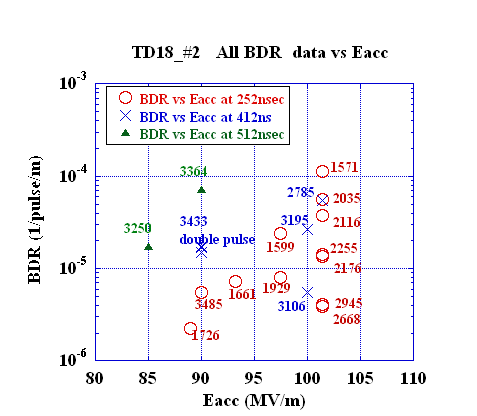 TD18_#2 All BDR data vs Eacc
10^-3
BDR vs Eacc at 252nsec
BDR vs Eacc at 412ns
BDR vs Eacc at 512nsec
3364
1571
10^-4
2785
2035
3250
3433
3195
2116
double pulse
1599
2255
2176
10^-5
1661
1929
3485
3106
2945
2668
1726
10^-6
80 85 90 95 100 105 110
Eacc (MV/m)
BDR (1/pulse/m)